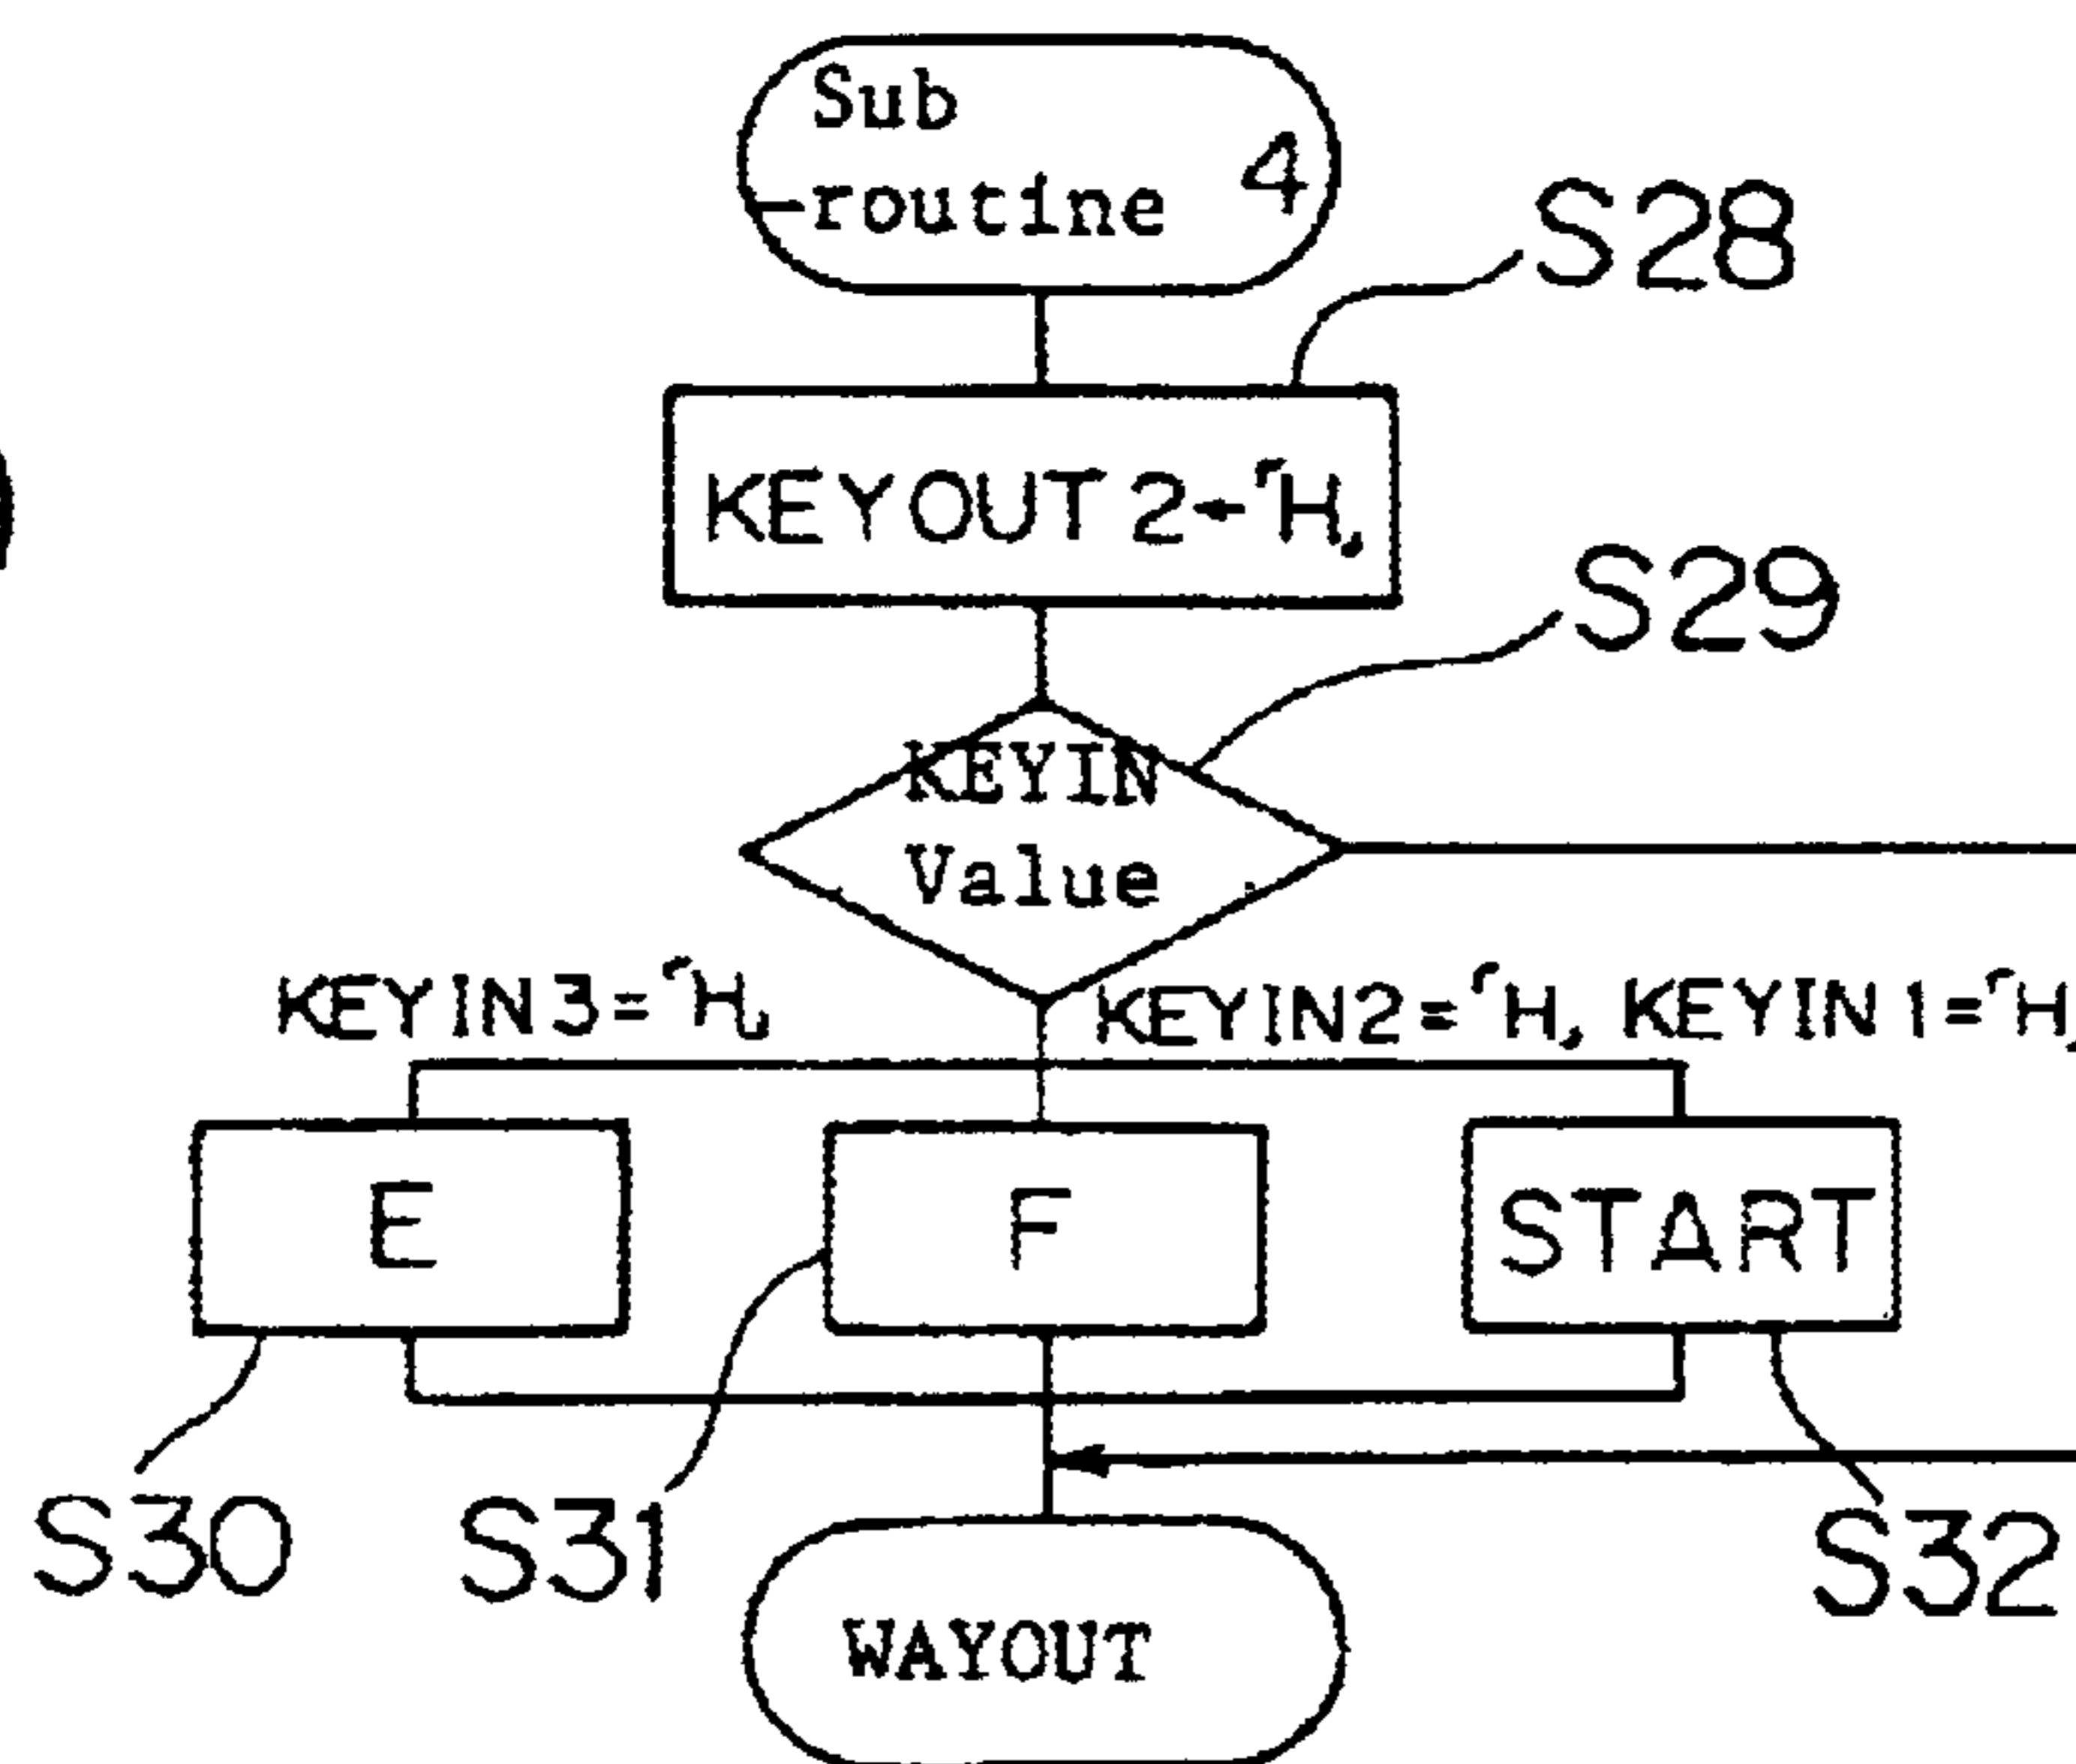 Sub
-routine 4
S28
KEYOUT 2←「H」
S29
KEYIN
Value
KEYIN3=「H」 KEYIN2=「H」 KEYIN1=「H」
E F START
S30 S31 S32
WAYOUT